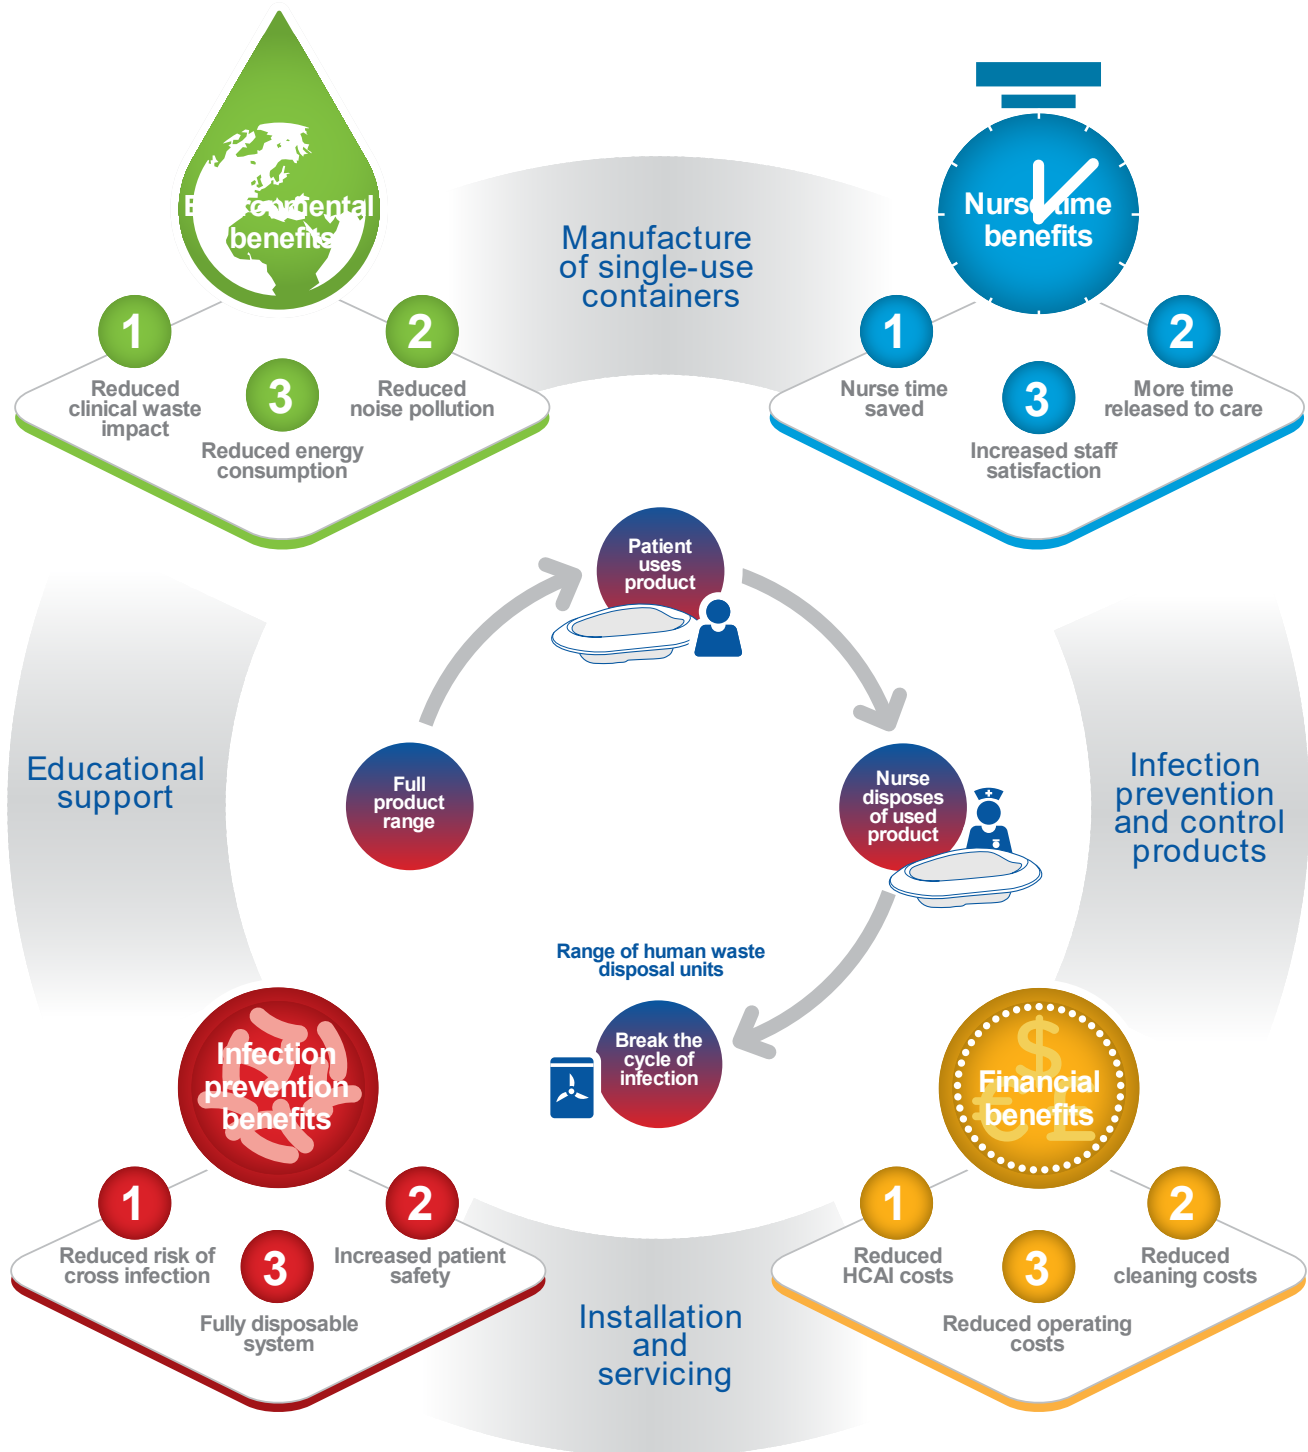 Environmental
benefits
1
Reduced
clinical waste
impact
2
Reduced
noise pollution
3
Reduced energy
consumption
Manufacture
of single-use
containers
Nurse time
benefits
1
Nurse time
saved
2
More time
released to care
3
Increased staff
satisfaction
Patient
uses
product
Educational
support
Full
product
range
Nurse
disposes
of used
product
Infection
prevention
and control
products
Range of human waste
disposal units
Break the
cycle of
infection
Infection
prevention
benefits
1
Reduced risk of
cross infection
2
Increased patient
safety
3
Fully disposable
system
Installation
and
servicing
$
€ £
Financial
benefits
1
Reduced
HCAI costs
2
Reduced
cleaning costs
3
Reduced operating
costs